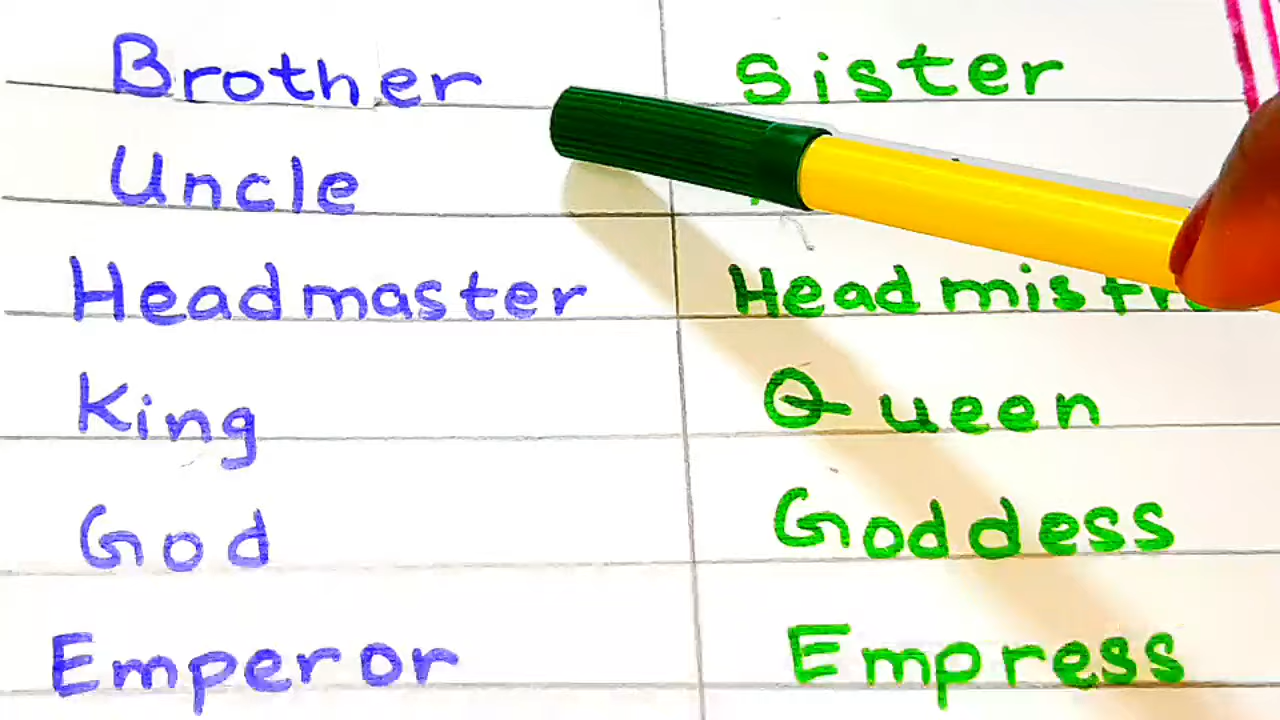 Brother Sister
Uncle
Headmaster
King Queen
God Goddess
Emperor Empress